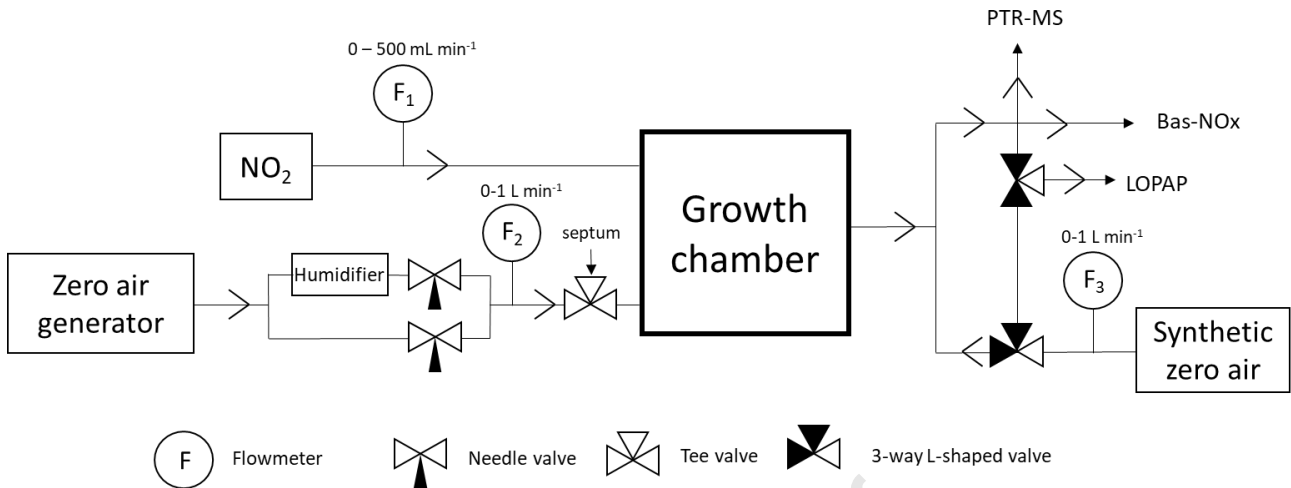 PTR-MS
0 – 500 mL min⁻¹
F₁
Bas-NOx
NO₂
0-1 L min⁻¹
LOPAP
F₂
septum
Growth
chamber
0-1 L min⁻¹
Humidifier
F₃
Zero air
generator
Synthetic
zero air
F
Flowmeter
Needle valve
Tee valve
3-way L-shaped valve